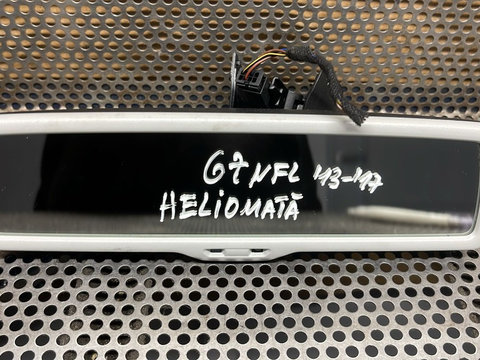 G7 NFL '13-'17
HELIOMATĂ